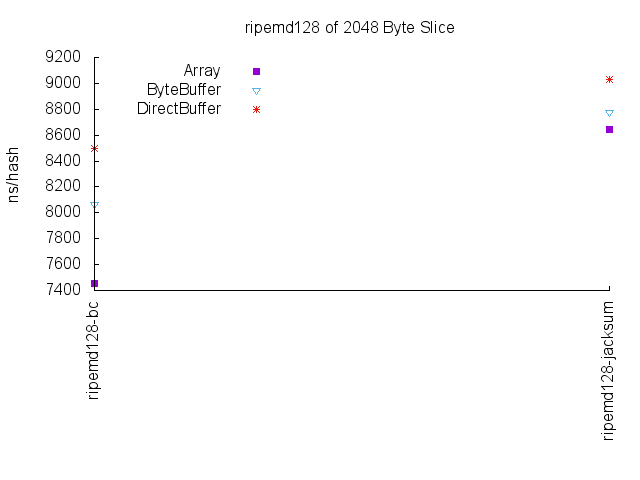 ripemd128 of 2048 Byte Slice
9200
9000
8800
8600
8400
8200
8000
7800
7600
7400
ns/hash
Array
ByteBuffer
DirectBuffer
ripemd128-bc
ripemd128-jacksum